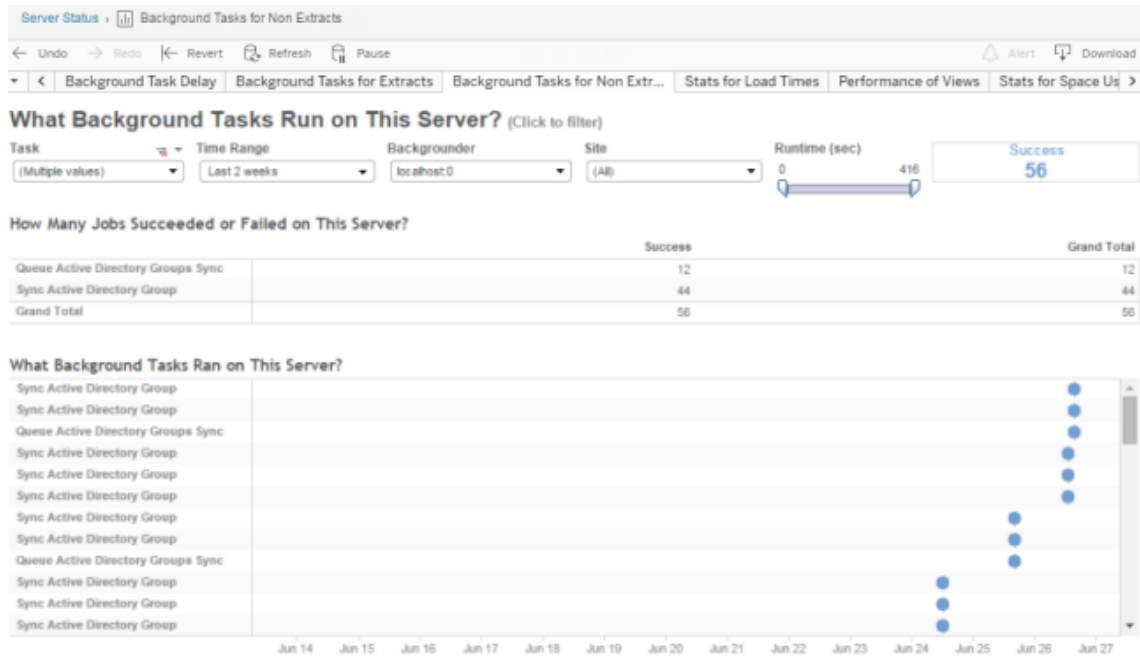 Server Status › Background Tasks for Non Extracts
← Undo → Redo Revert Refresh Pause Alert Download
Background Task Delay Background Tasks for Extracts Background Tasks for Non Extr... Stats for Load Times Performance of Views Stats for Space Us
What Background Tasks Run on This Server? (Click to filter)
Task Time Range Backgrounder Site Runtime (sec) Success
(Multiple values) Last 2 weeks localhost:0 (All) 0 416 56
How Many Jobs Succeeded or Failed on This Server?
Success Grand Total
Queue Active Directory Groups Sync 12 12
Sync Active Directory Group 44 44
Grand Total 56 56
What Background Tasks Ran on This Server?
Sync Active Directory Group
Sync Active Directory Group
Queue Active Directory Groups Sync
Sync Active Directory Group
Sync Active Directory Group
Sync Active Directory Group
Sync Active Directory Group
Sync Active Directory Group
Queue Active Directory Groups Sync
Sync Active Directory Group
Sync Active Directory Group
Sync Active Directory Group
Jun 14 Jun 15 Jun 16 Jun 17 Jun 18 Jun 19 Jun 20 Jun 21 Jun 22 Jun 23 Jun 24 Jun 25 Jun 26 Jun 27